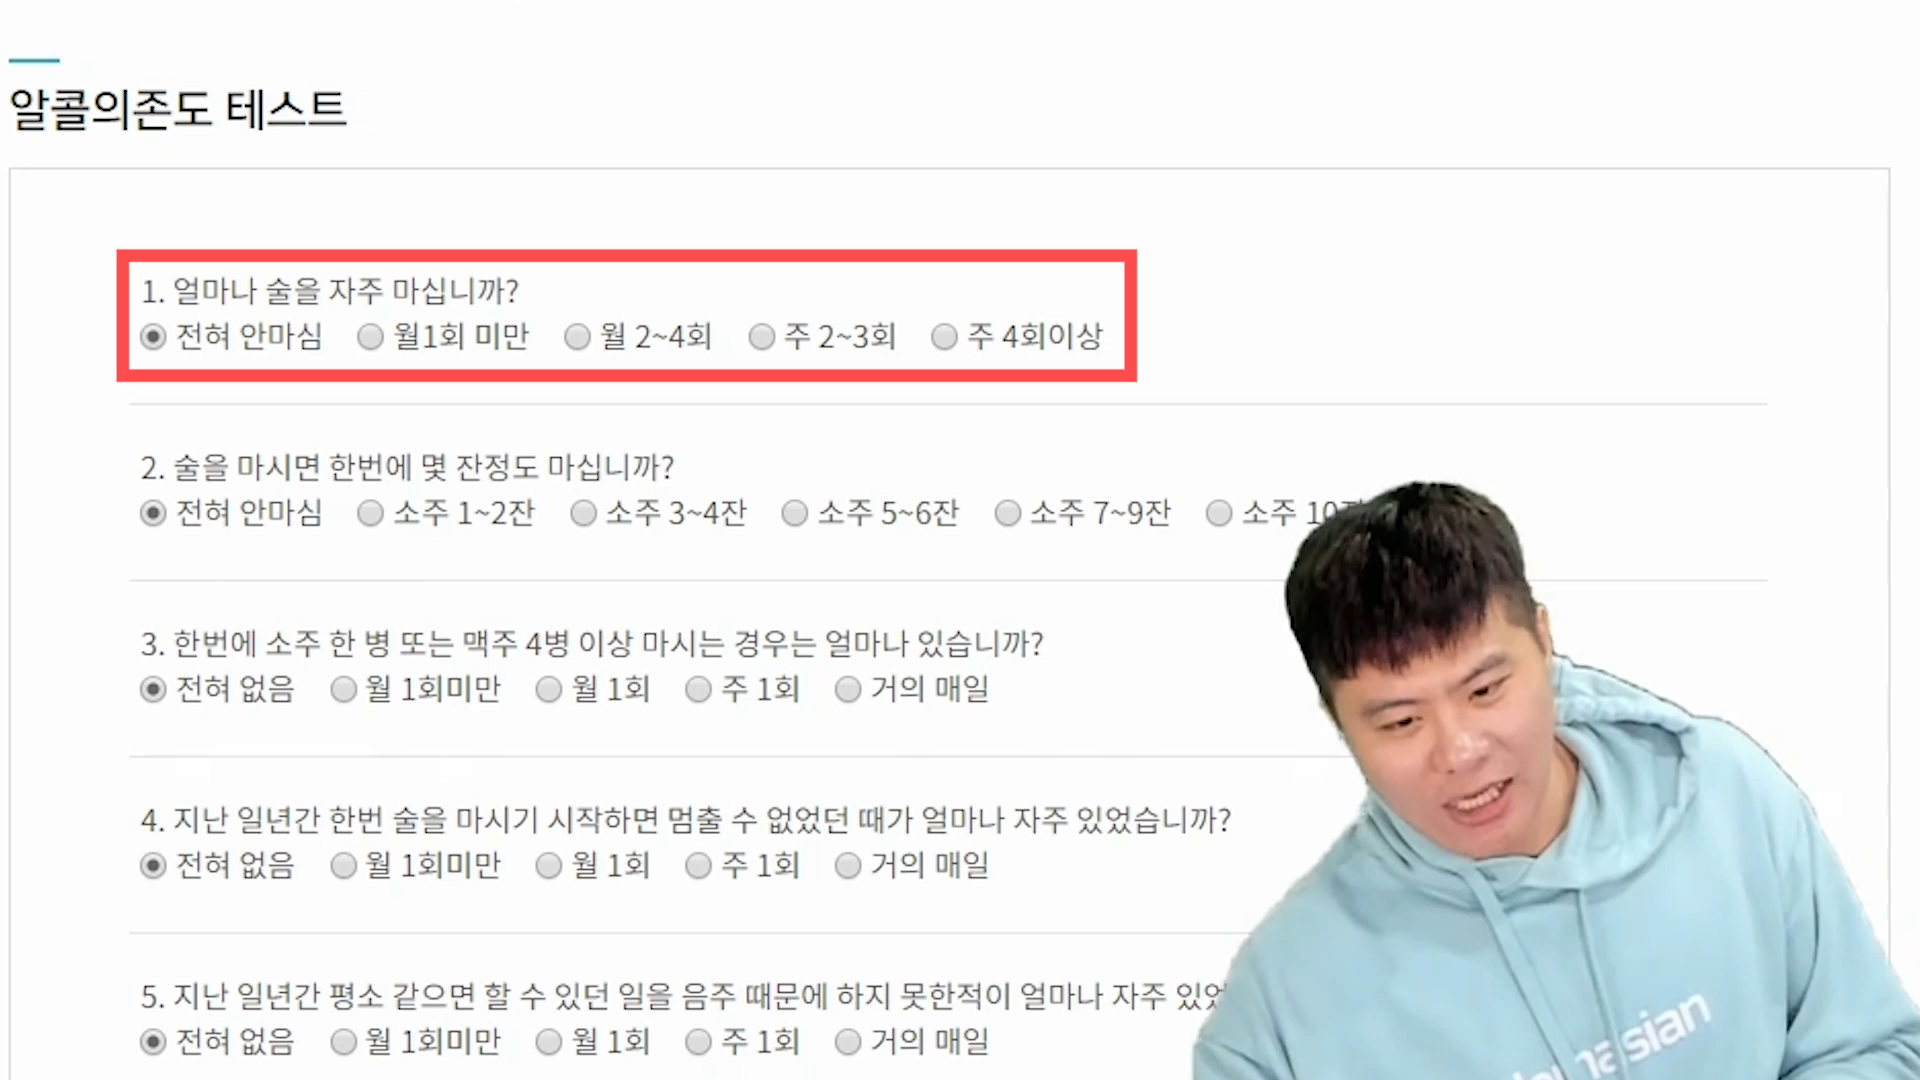 알콜의존도 테스트
1. 얼마나 술을 자주 마십니까?
전혀 안마심 월1회 미만 월 2~4회 주 2~3회 주 4회이상
2. 술을 마시면 한번에 몇 잔정도 마십니까?
전혀 안마심 소주 1~2잔 소주 3~4잔 소주 5~6잔 소주 7~9잔 소주
3. 한번에 소주 한 병 또는 맥주 4병 이상 마시는 경우는 얼마나 있습니까?
전혀 없음 월 1회미만 월 1회 주 1회 거의 매일
4. 지난 일년간 한번 술을 마시기 시작하면 멈출 수 없었던 때가 얼마나 자주 있었습니까?
전혀 없음 월 1회미만 월 1회 주 1회 거의 매일
5. 지난 일년간 평소 같으면 할 수 있던 일을 음주 때문에 하지 못한적이 얼마나 자주
전혀 없음 월 1회미만 월 1회 주 1회 거의 매일